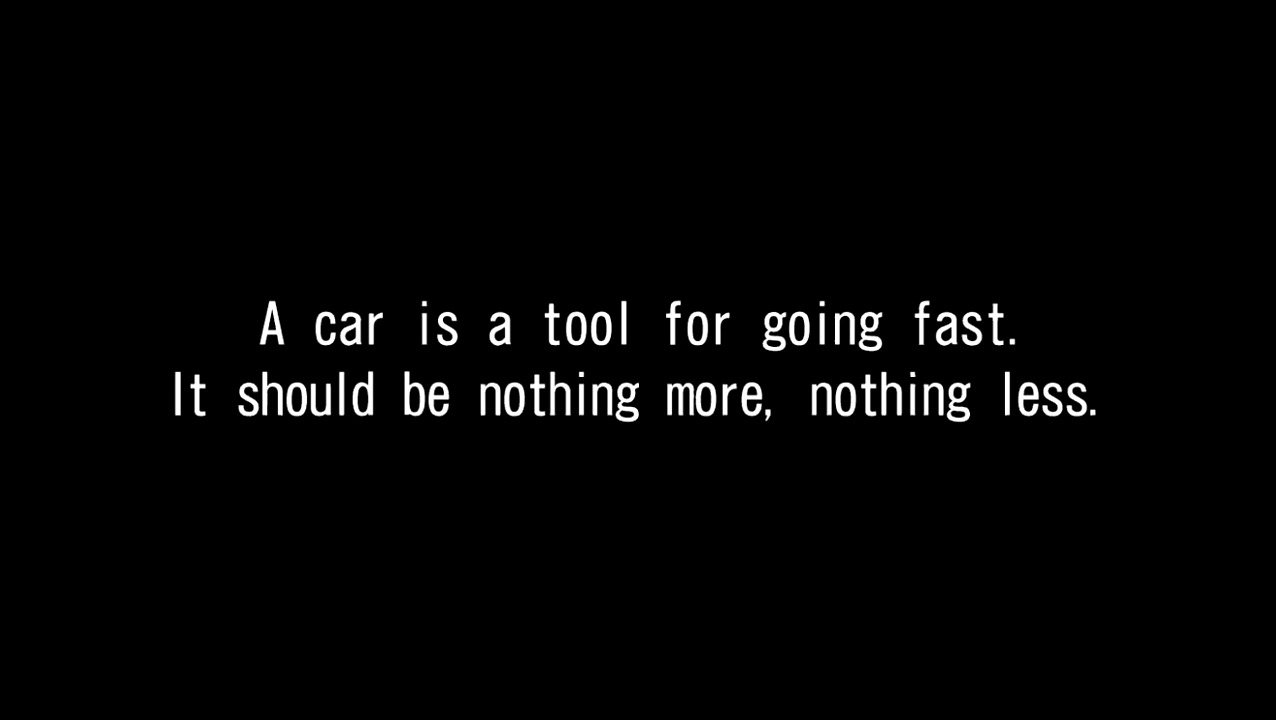 A car is a tool for going fast.
It should be nothing more, nothing less.